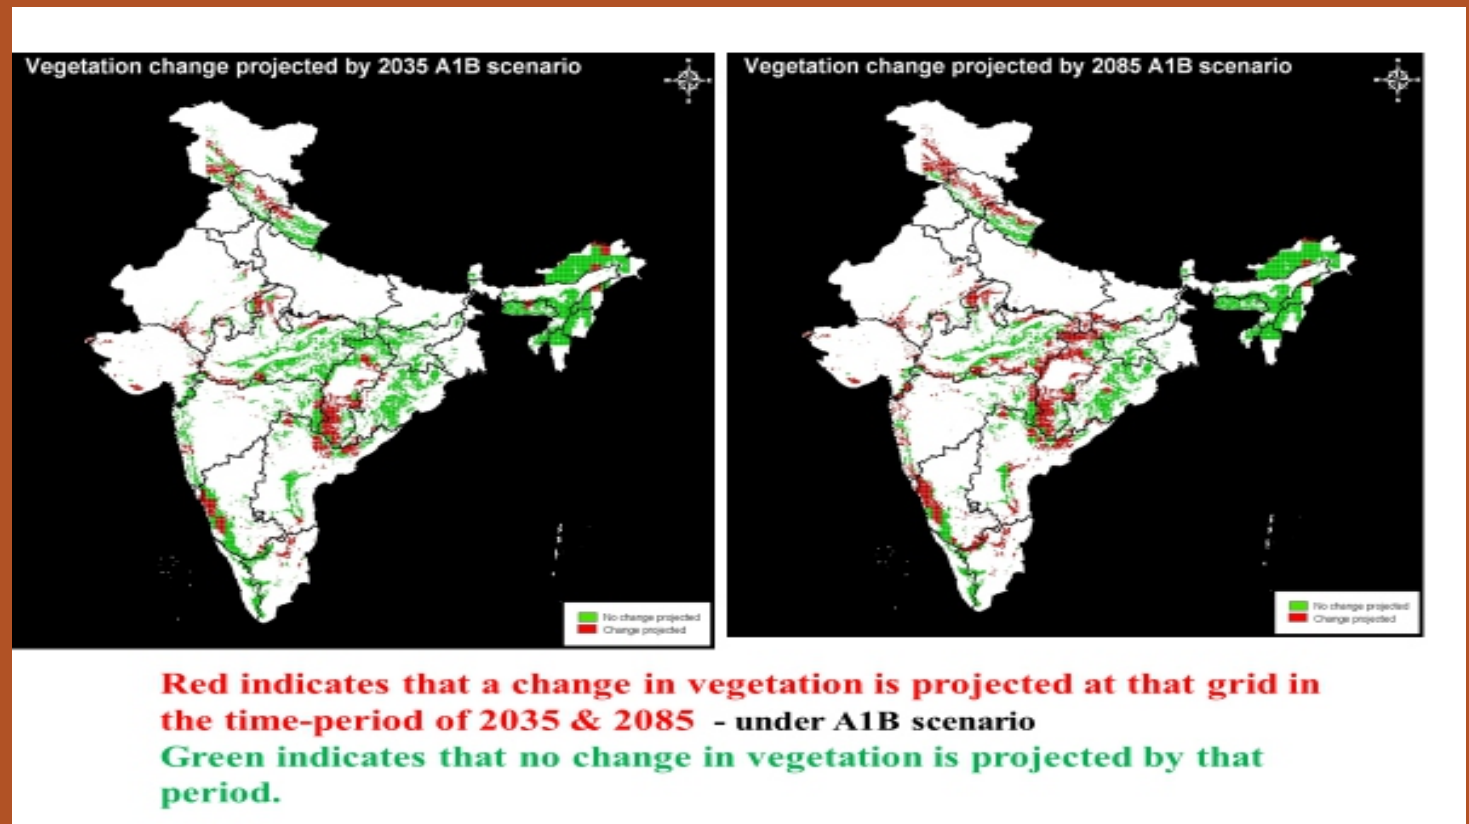 Vegetation change projected by 2035 A1B scenario
No change projected
Change projected
Vegetation change projected by 2085 A1B scenario
No change projected
Change projected
Red indicates that a change in vegetation is projected at that grid in
the time-period of 2035 & 2085 - under A1B scenario
Green indicates that no change in vegetation is projected by that
period.